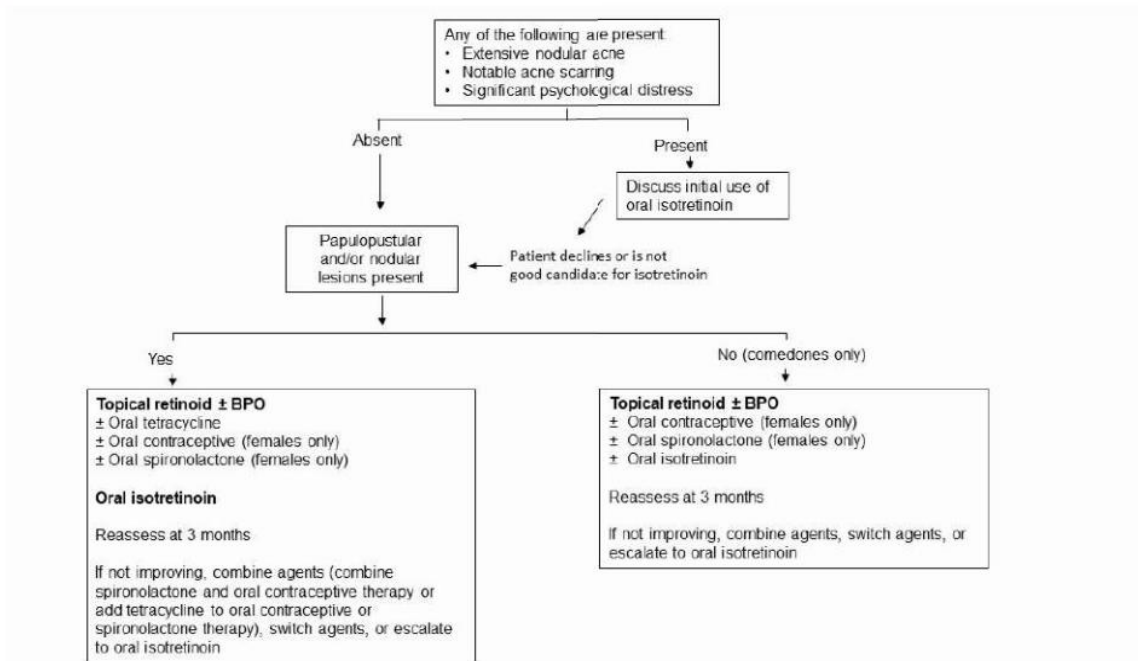 Any of the following are present
• Extensive nodular acne
• Notable acne scarring
• Significant psychological distress
Absent
Present
Discuss initial use of
oral isotretinoin
Papulopustular
and/or nodular
lesions present
Patient declines or is not
good candidate for isotretinoin
Yes
No (comedones only)
Topical retinoid ± BPO
± Oral tetracycline
± Oral contraceptive (females only)
± Oral spironolactone (females only)
Oral isotretinoin
Reassess at 3 months
If not improving, combine agents (combine
spironolactone and oral contraceptive therapy or
add tetracycline to oral contraceptive or
spironolactone therapy), switch agents, or escalate
to oral isotretinoin
Topical retinoid ± BPO
± Oral contraceptive (females only)
± Oral spironolactone (females only)
± Oral isotretinoin
Reassess at 3 months
If not improving, combine agents, switch agents, or
escalate to oral isotretinoin